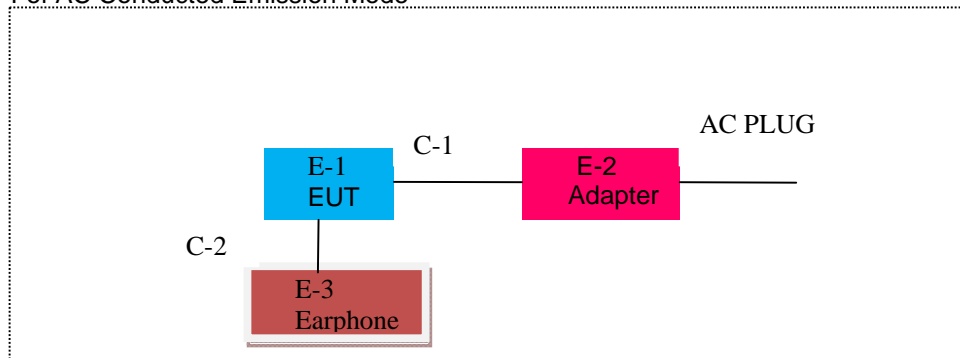 For AC Conducted Emission Mode
AC PLUG
C-1
E-1
EUT
E-2
Adapter
C-2
E-3
Earphone